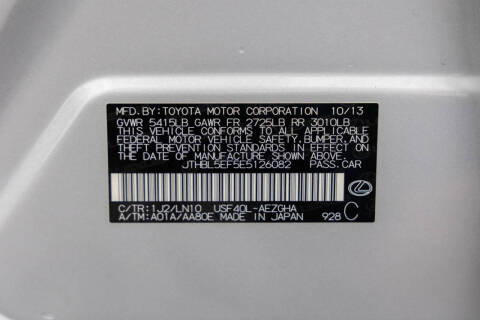 MFD. BY: TOYOTA MOTOR CORPORATION 10/13
GVWR 5415LB GAWR FR 2725LB RR 3010LB
THIS VEHICLE CONFORMS TO ALL APPLICABLE
FEDERAL MOTOR VEHICLE SAFETY, BUMPER, AND
THEFT PREVENTION STANDARDS IN EFFECT ON
THE DATE OF MANUFACTURE SHOWN ABOVE.
JTHBL5EF5E5126082 PASS. CAR
C/TR: 1J2/LN10 USF40L-AEZGHA
A/TM: A01A/AA80E MADE IN JAPAN 928 C